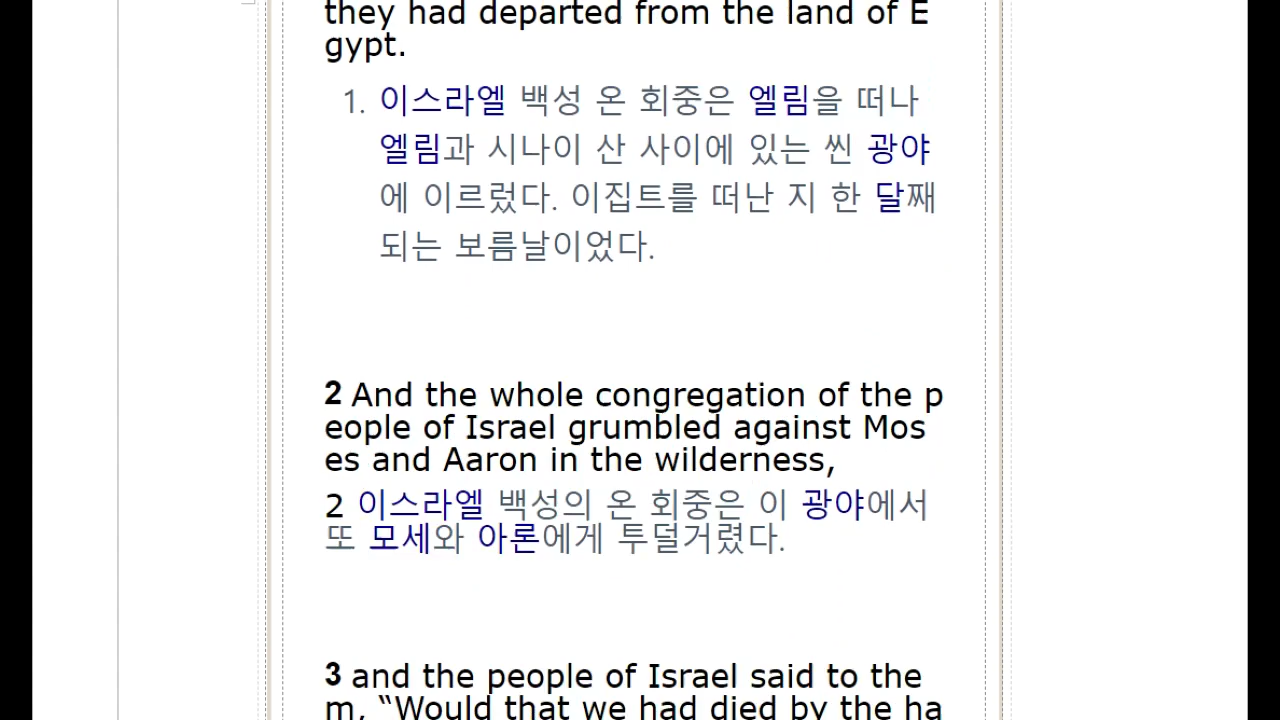 they had departed from the land of E
gypt.
1. 이스라엘 백성 온 회중은 엘림을 떠나
엘림과 시나이 산 사이에 있는 씬 광야
에 이르렀다. 이집트를 떠난 지 한 달째
되는 보름날이었다.
2 And the whole congregation of the p
eople of Israel grumbled against Mos
es and Aaron in the wilderness,
2 이스라엘 백성의 온 회중은 이 광야에서
또 모세와 아론에게 투덜거렸다.
3 and the people of Israel said to the
m, “Would that we had died by the ha